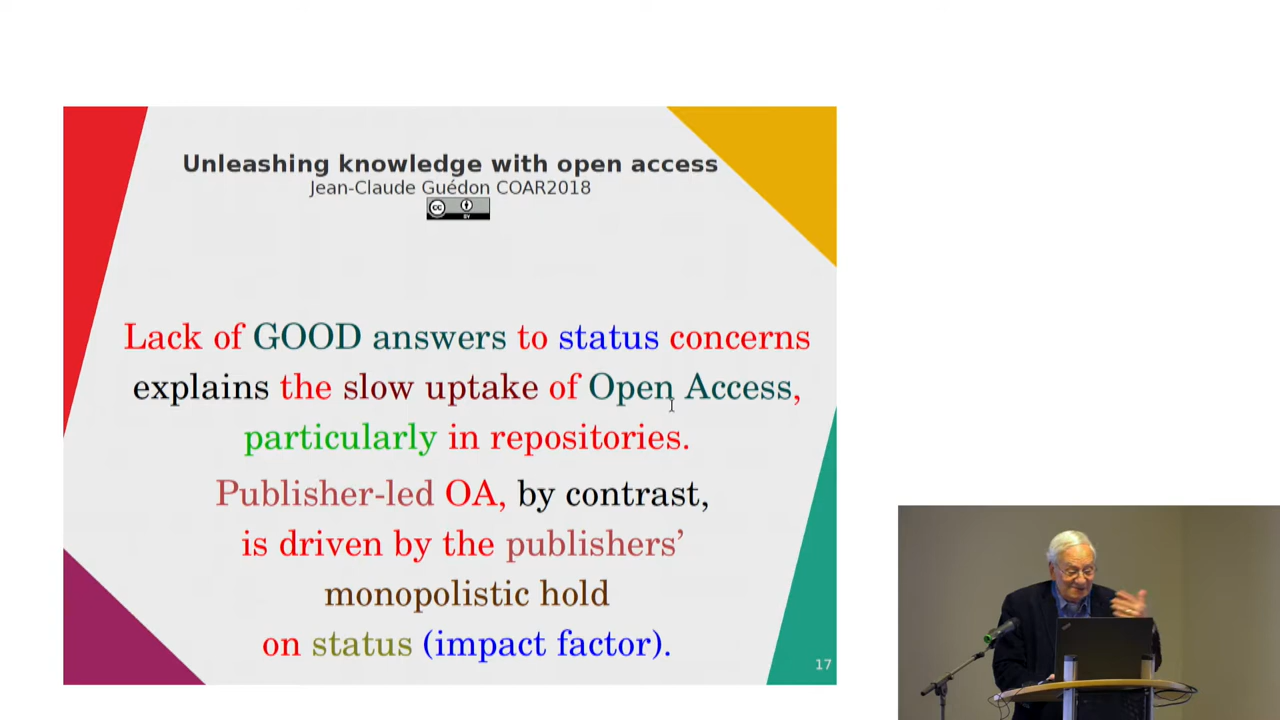 Unleashing knowledge with open access
Jean-Claude Guédon COAR2018
cc
BY
Lack of GOOD answers to status concerns
explains the slow uptake of Open Access,
particularly in repositories.
Publisher-led OA, by contrast,
is driven by the publishers’
monopolistic hold
on status (impact factor).
17